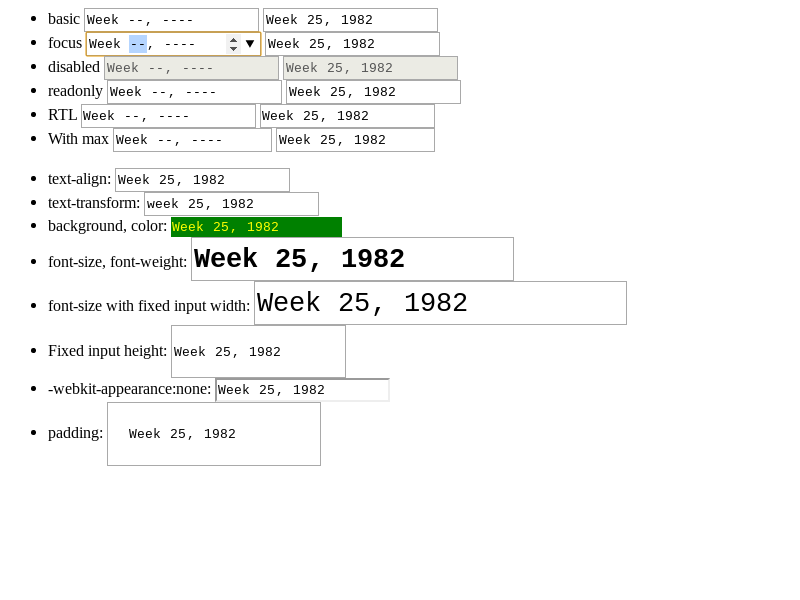 basic Week --, ---- Week 25, 1982
focus Week --, ---- Week 25, 1982
disabled Week --, ---- Week 25, 1982
readonly Week --, ---- Week 25, 1982
RTL Week --, ---- Week 25, 1982
With max Week --, ---- Week 25, 1982
text-align: Week 25, 1982
text-transform: week 25, 1982
background, color: Week 25, 1982
font-size, font-weight: Week 25, 1982
font-size with fixed input width: Week 25, 1982
Fixed input height: Week 25, 1982
-webkit-appearance:none: Week 25, 1982
padding: Week 25, 1982